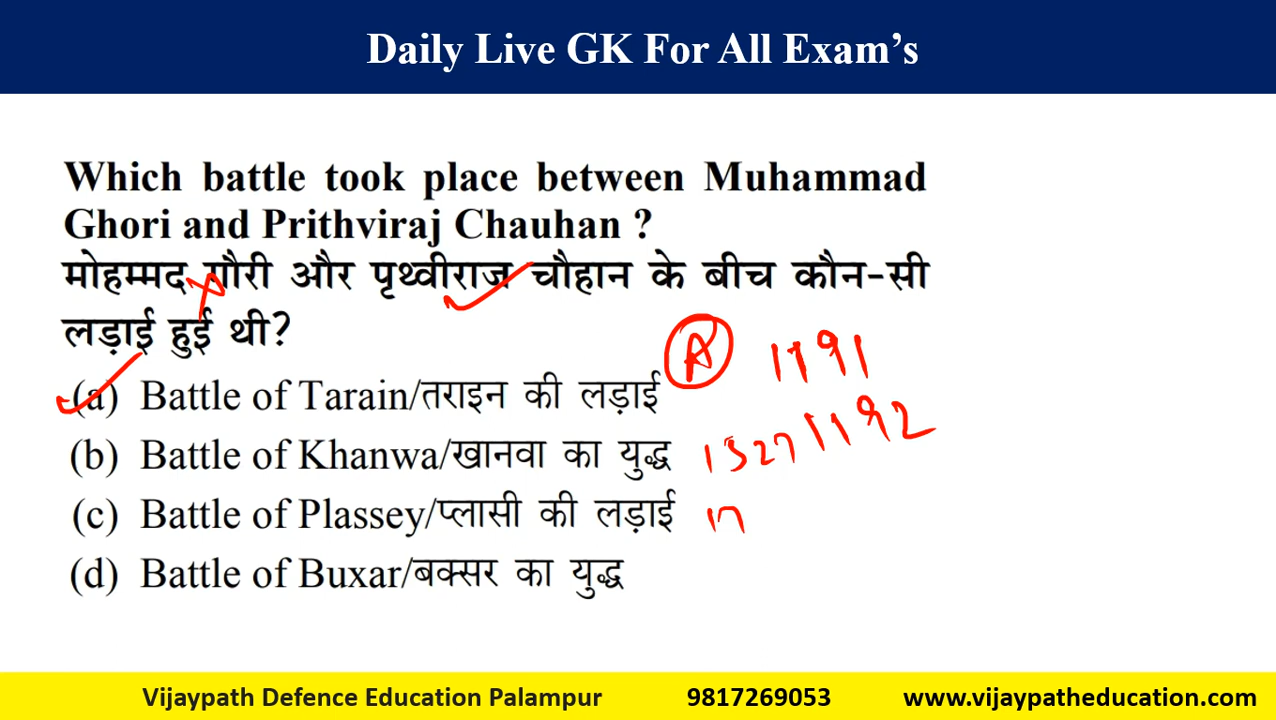 Daily Live GK For All Exam's
Which battle took place between Muhammad
Ghori and Prithviraj Chauhan ?
मोहम्मद गौरी और पृथ्वीराज चौहान के बीच कौन-सी
लड़ाई हुई थी?
A 1191
(a) Battle of Tarain/तराइन की लड़ाई
1192
(b) Battle of Khanwa/खानवा का युद्ध 1527
(c) Battle of Plassey/प्लासी की लड़ाई 17
(d) Battle of Buxar/बक्सर का युद्ध
Vijaypath Defence Education Palampur 9817269053 www.vijaypatheducation.com